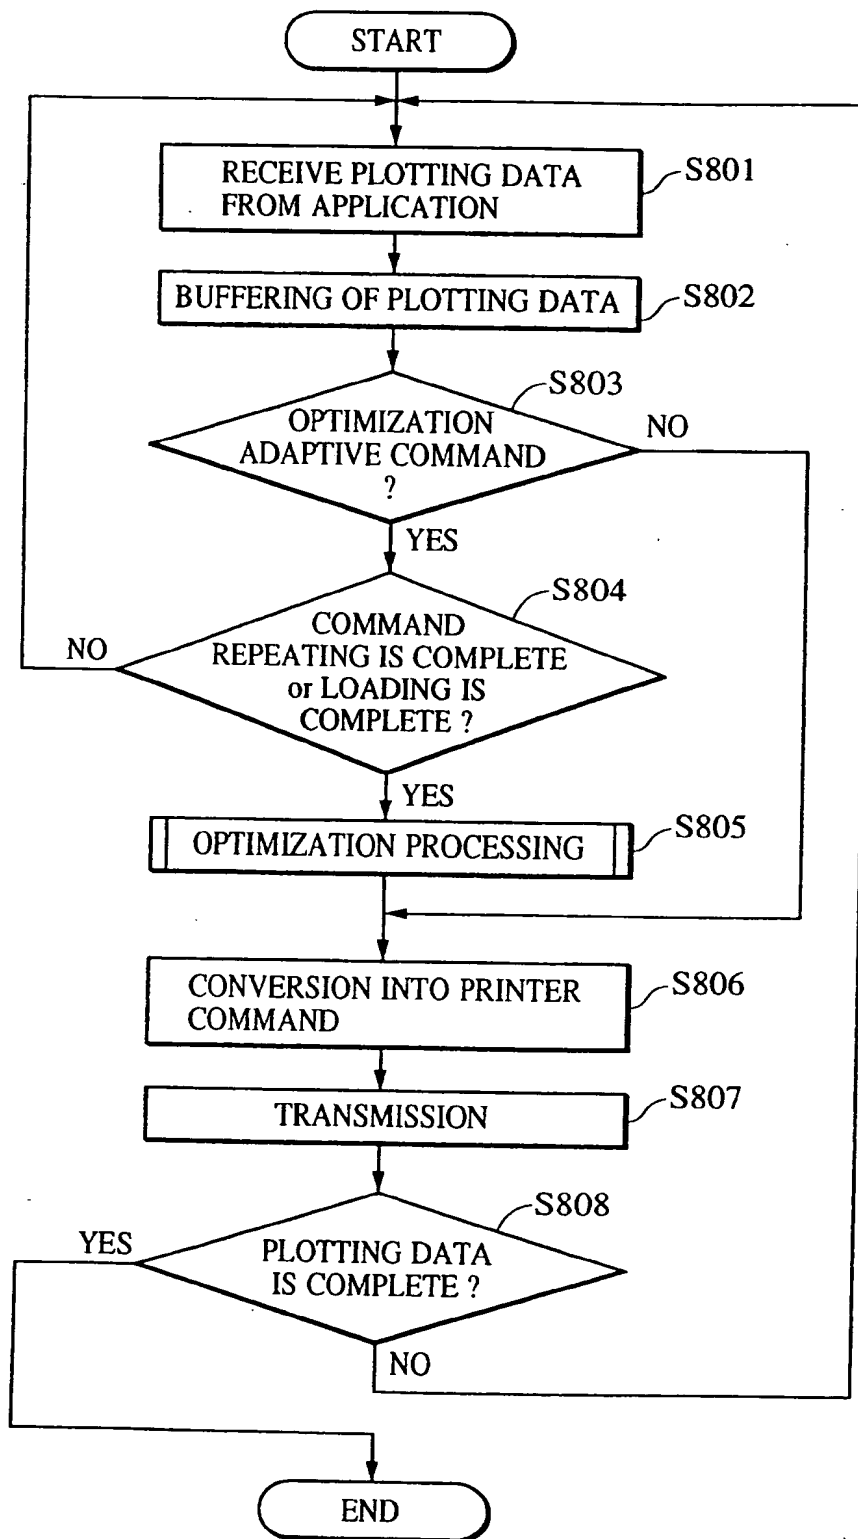 START
RECEIVE PLOTTING DATA
FROM APPLICATION
S801
BUFFERING OF PLOTTING DATA
S802
S803
OPTIMIZATION
ADAPTIVE COMMAND
?
NO
YES
S804
COMMAND
REPEATING IS COMPLETE
or LOADING IS
COMPLETE ?
NO
YES
OPTIMIZATION PROCESSING
S805
CONVERSION INTO PRINTER
COMMAND
S806
TRANSMISSION
S807
S808
YES
PLOTTING DATA
IS COMPLETE ?
NO
END